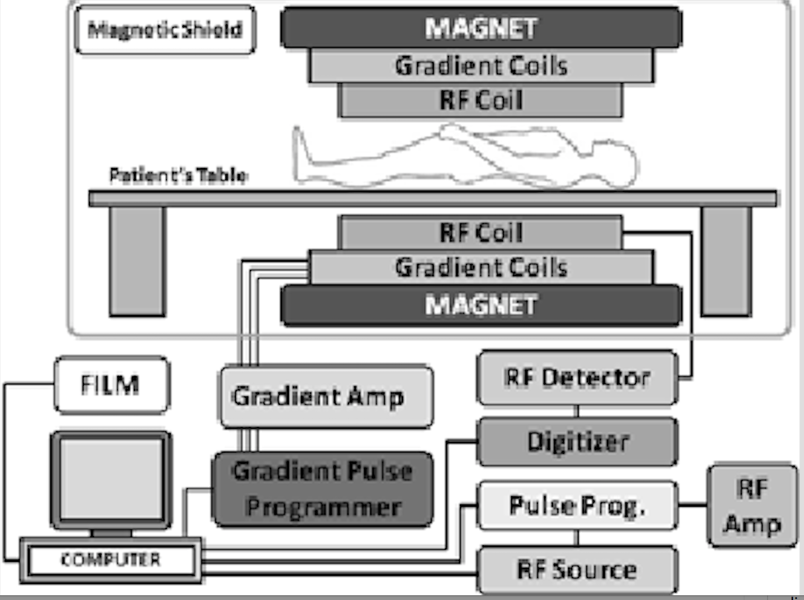 Magnetic Shield
MAGNET
Gradient Coils
RF Coil
Patient's Table
RF Coil
Gradient Coils
MAGNET
FILM
Gradient Amp
RF Detector
Digitizer
Gradient Pulse
Programmer
Pulse Prog.
RF
Amp
COMPUTER
RF Source